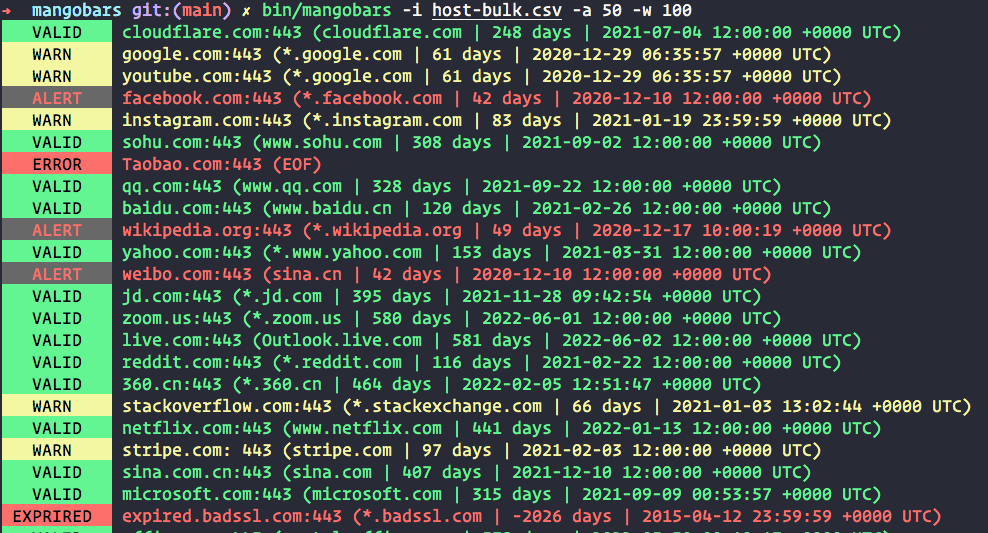 → mangobars git:(main) ✗ bin/mangobars -i host-bulk.csv -a 50 -w 100
VALID cloudflare.com:443 (cloudflare.com | 248 days | 2021-07-04 12:00:00 +0000 UTC)
WARN google.com:443 (*.google.com | 61 days | 2020-12-29 06:35:57 +0000 UTC)
WARN youtube.com:443 (*.google.com | 61 days | 2020-12-29 06:35:57 +0000 UTC)
ALERT facebook.com:443 (*.facebook.com | 42 days | 2020-12-10 12:00:00 +0000 UTC)
WARN instagram.com:443 (*.instagram.com | 83 days | 2021-01-19 23:59:59 +0000 UTC)
VALID sohu.com:443 (www.sohu.com | 308 days | 2021-09-02 12:00:00 +0000 UTC)
ERROR Taobao.com:443 (EOF)
VALID qq.com:443 (www.qq.com | 328 days | 2021-09-22 12:00:00 +0000 UTC)
VALID baidu.com:443 (www.baidu.cn | 120 days | 2021-02-26 12:00:00 +0000 UTC)
ALERT wikipedia.org:443 (*.wikipedia.org | 49 days | 2020-12-17 10:00:19 +0000 UTC)
VALID yahoo.com:443 (*.www.yahoo.com | 153 days | 2021-03-31 12:00:00 +0000 UTC)
ALERT weibo.com:443 (sina.cn | 42 days | 2020-12-10 12:00:00 +0000 UTC)
VALID jd.com:443 (*.jd.com | 395 days | 2021-11-28 09:42:54 +0000 UTC)
VALID zoom.us:443 (*.zoom.us | 580 days | 2022-06-01 12:00:00 +0000 UTC)
VALID live.com:443 (Outlook.live.com | 581 days | 2022-06-02 12:00:00 +0000 UTC)
VALID reddit.com:443 (*.reddit.com | 116 days | 2021-02-22 12:00:00 +0000 UTC)
VALID 360.cn:443 (*.360.cn | 464 days | 2022-02-05 12:51:47 +0000 UTC)
WARN stackoverflow.com:443 (*.stackexchange.com | 66 days | 2021-01-03 13:02:44 +0000 UTC)
VALID netflix.com:443 (www.netflix.com | 441 days | 2022-01-13 12:00:00 +0000 UTC)
WARN stripe.com: 443 (stripe.com | 97 days | 2021-02-03 12:00:00 +0000 UTC)
VALID sina.com.cn:443 (sina.com | 407 days | 2021-12-10 12:00:00 +0000 UTC)
VALID microsoft.com:443 (microsoft.com | 315 days | 2021-09-09 00:53:57 +0000 UTC)
EXPRIRED expired.badssl.com:443 (*.badssl.com | -2026 days | 2015-04-12 23:59:59 +0000 UTC)